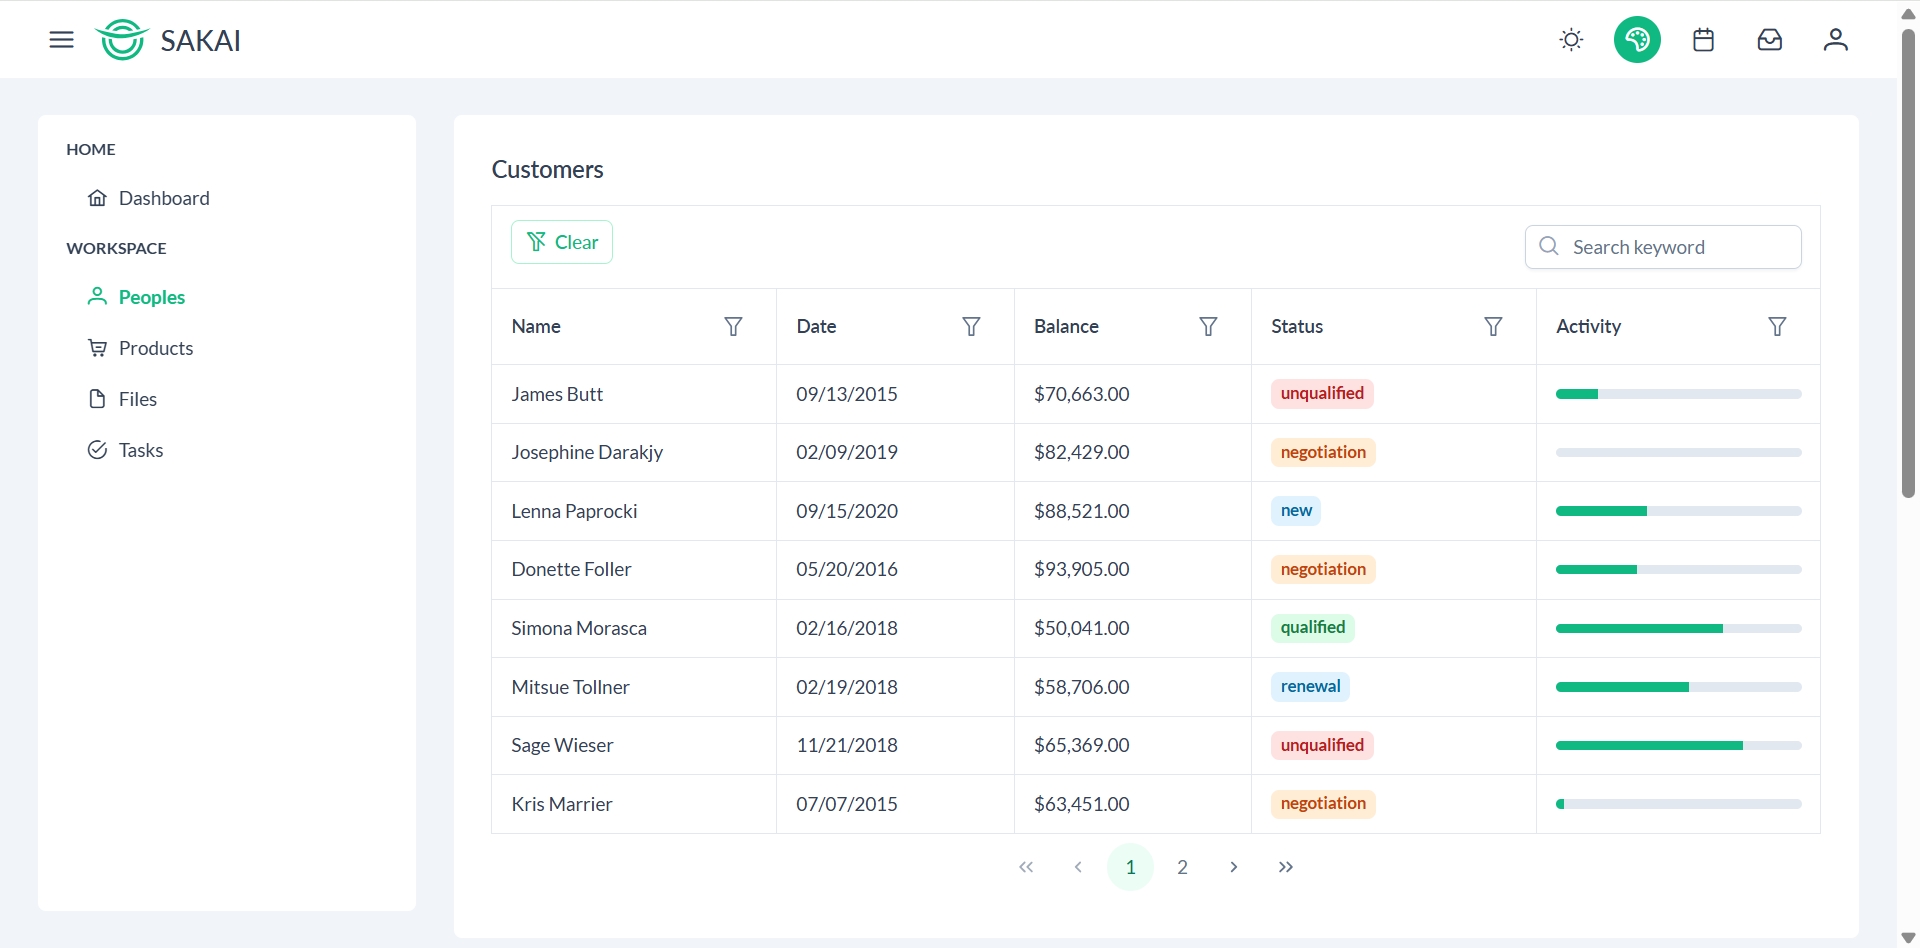 SAKAI
HOME
Dashboard
WORKSPACE
Peoples
Products
Files
Tasks
Customers
Clear
Search keyword
Name Date Balance Status Activity
James Butt 09/13/2015 $70,663.00 unqualified
Josephine Darakjy 02/09/2019 $82,429.00 negotiation
Lenna Paprocki 09/15/2020 $88,521.00 new
Donette Foller 05/20/2016 $93,905.00 negotiation
Simona Morasca 02/16/2018 $50,041.00 qualified
Mitsue Tollner 02/19/2018 $58,706.00 renewal
Sage Wieser 11/21/2018 $65,369.00 unqualified
Kris Marrier 07/07/2015 $63,451.00 negotiation
1 2